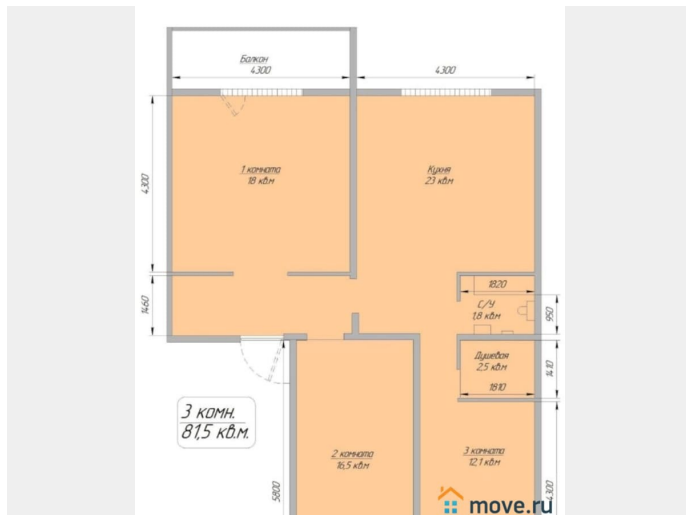 Балкон
4300
4300
4300
1 комната
18 кв.м
Кухня
23 кв.м
1460
1820
С/У
1,8 кв.м
950
Душевая
2,5 кв.м
1410
1810
3 комн.
81,5 кв.м.
2 комната
16,5 кв.м
3 комната
12,1 кв.м
5800
4300
move.ru